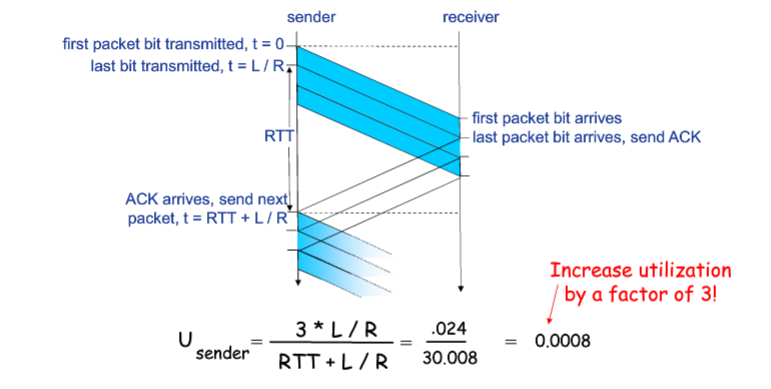 sender
receiver
first packet bit transmitted, t = 0
last bit transmitted, t = L / R
first packet bit arrives
last packet bit arrives, send ACK
RTT
ACK arrives, send next
packet, t = RTT + L / R
Increase utilization
by a factor of 3!
U sender = 3 * L / R / RTT + L / R = .024 / 30.008 = 0.0008